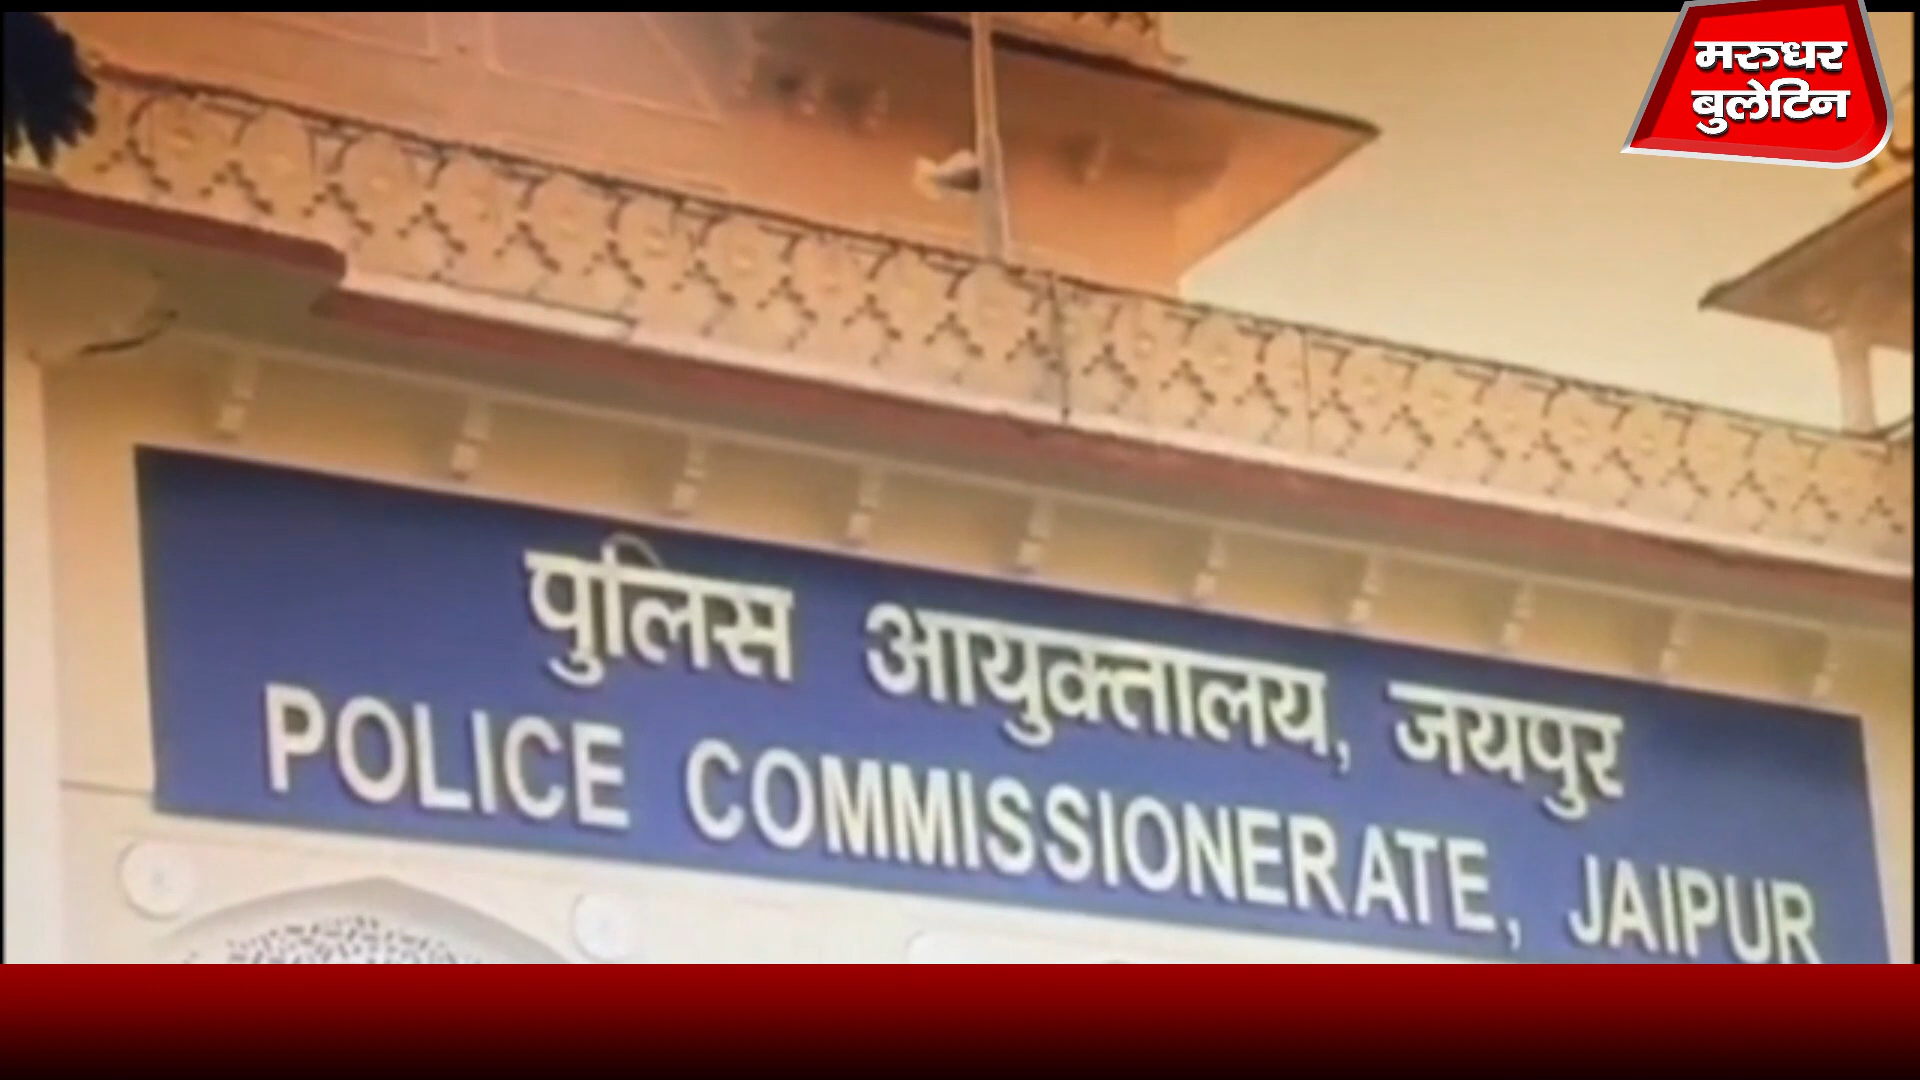 मरुधर
बुलेटिन
पुलिस आयुक्तालय, जयपुर
POLICE COMMISSIONERATE, JAIPUR